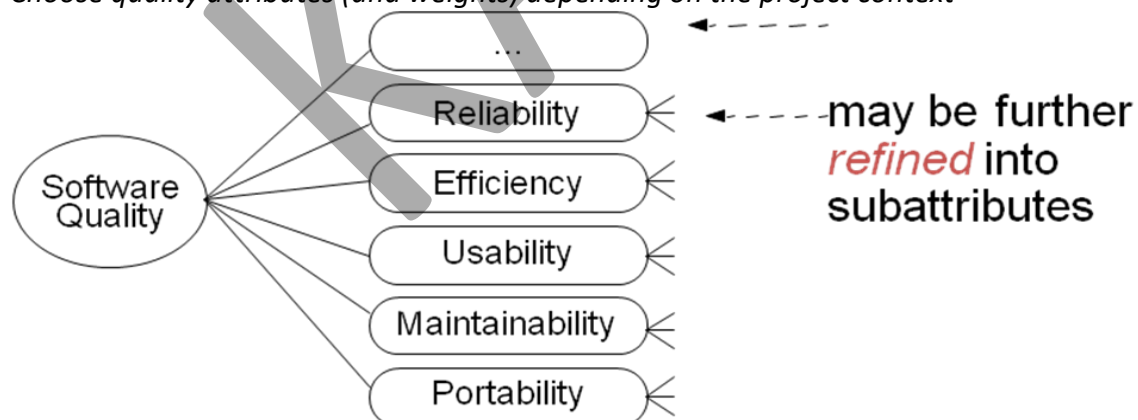 Choose quality attributes (and weights) depending on the project context
...
Reliability
may be further
refined into
subattributes
Efficiency
Software
Quality
Usability
Maintainability
Portability